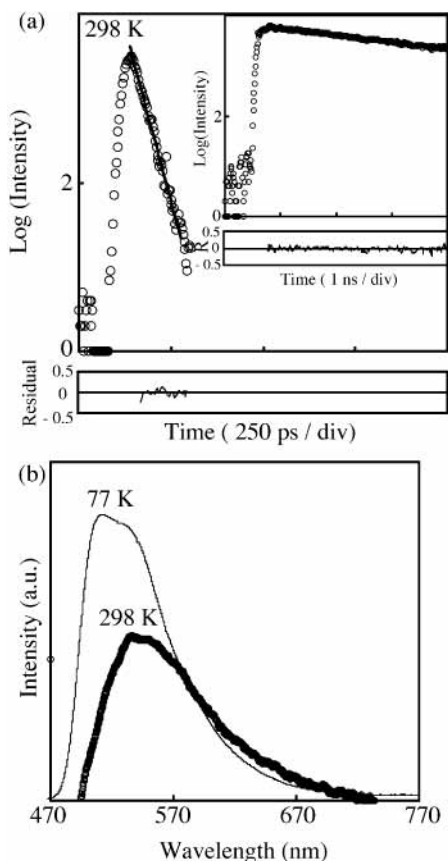 (a)
298 K
Log (Intensity)
2
0
Log(Intensity)
2
0
R
0.5
0
- 0.5
Time ( 1 ns / div)
Residual
0.5
0
- 0.5
Time ( 250 ps / div)
(b)
77 K
298 K
Intensity (a.u.)
470 570 670 770
Wavelength (nm)